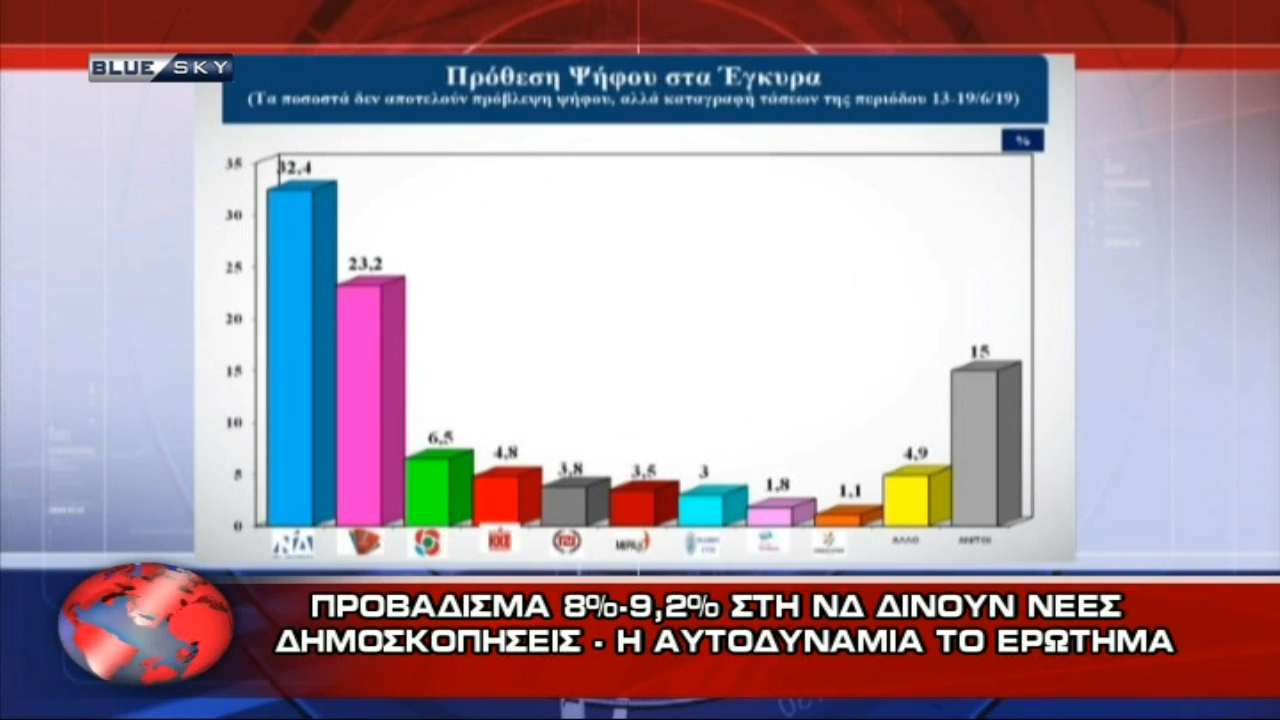 BLUE SKY
Πρόθεση Ψήφου στα Έγκυρα
(Τα ποσοστά δεν αποτελούν πρόβλεψη ψήφου, αλλά καταγραφή τάσεων της περιόδου 13-19/6/19)
%
35
30
25
20
15
10
5
0
32,4
23,2
6,5
4,8
3,8
3,5
3
1,8
1,1
4,9
15
ΝΔ
ΚΚΕ
ΑΛΛΟ
ΠΡΟΒΑΔΙΣΜΑ 8%-9,2% ΣΤΗ ΝΔ ΔΙΝΟΥΝ ΝΕΕΣ
ΔΗΜΟΣΚΟΠΗΣΕΙΣ - Η ΑΥΤΟΔΥΝΑΜΙΑ ΤΟ ΕΡΩΤΗΜΑ